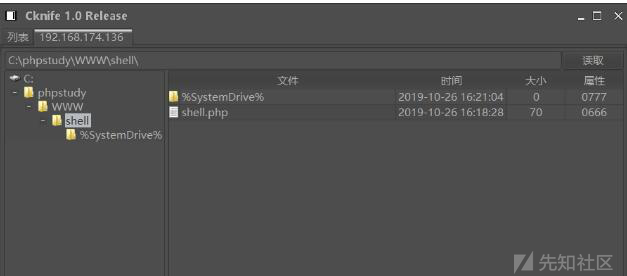 Cknife 1.0 Release
列表 192.168.174.136
C:\phpstudy\WWW\shell\ 读取
C:
phpstudy
WWW
shell
%SystemDrive%
文件 时间 大小 属性
%SystemDrive% 2019-10-26 16:21:04 0 0777
shell.php 2019-10-26 16:18:28 70 0666
先知社区